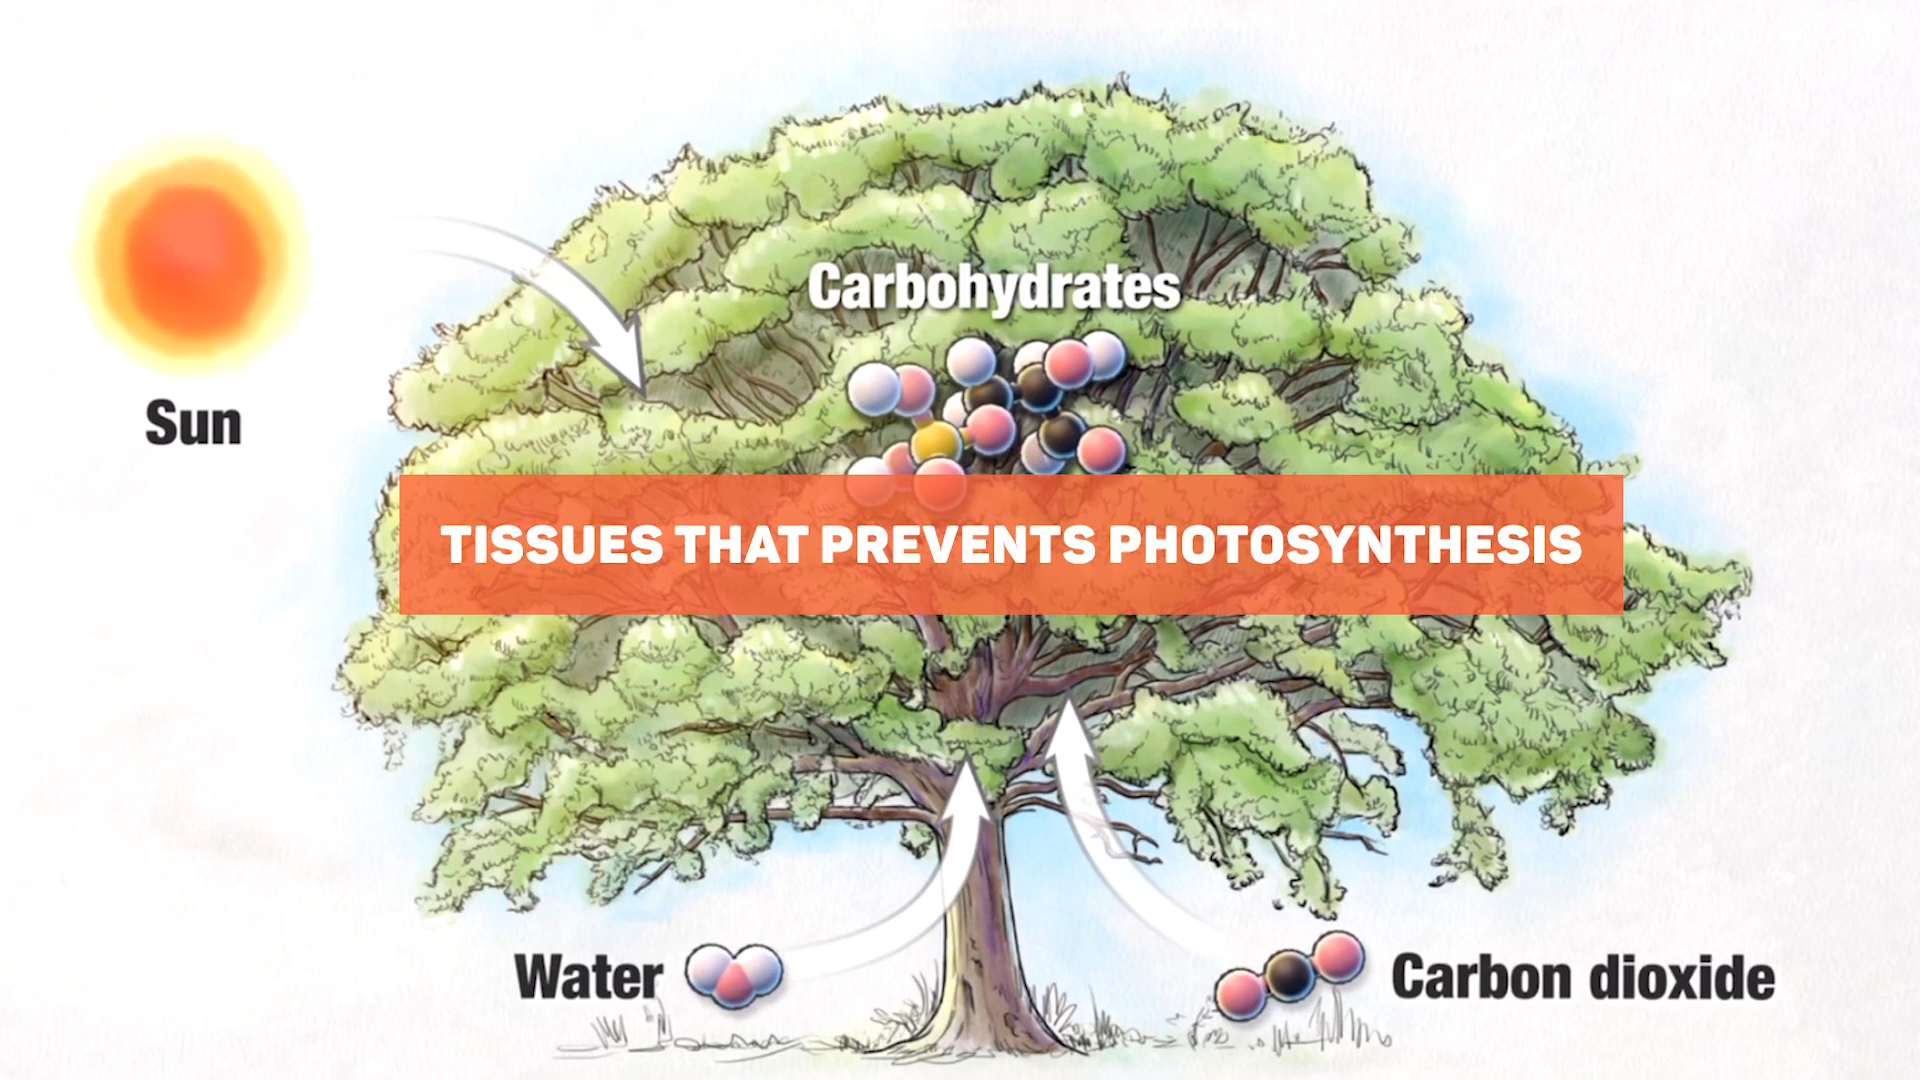 Carbohydrates
Sun
TISSUES THAT PREVENTS PHOTOSYNTHESIS
Water
Carbon dioxide